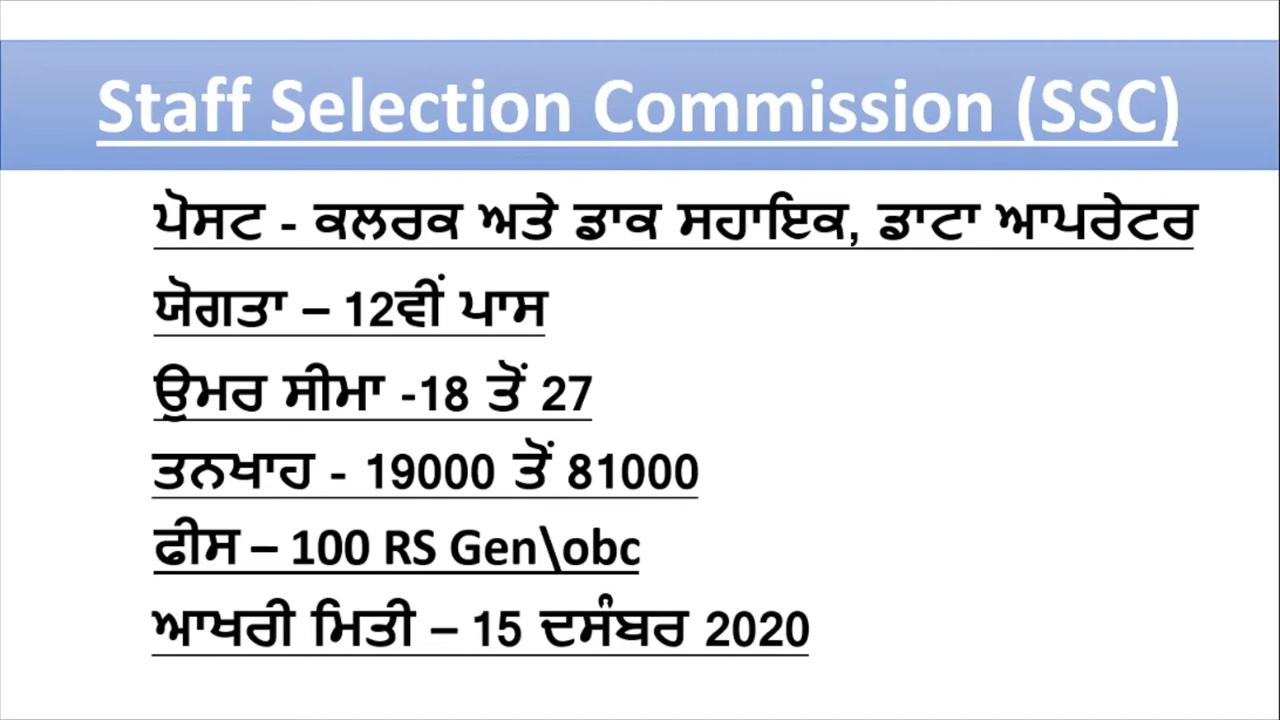 Staff Selection Commission (SSC)
ਪੋਸਟ - ਕਲਰਕ ਅਤੇ ਡਾਕ ਸਹਾਇਕ, ਡਾਟਾ ਆਪਰੇਟਰ
ਯੋਗਤਾ – 12ਵੀਂ ਪਾਸ
ਉਮਰ ਸੀਮਾ -18 ਤੋਂ 27
ਤਨਖਾਹ - 19000 ਤੋਂ 81000
ਫੀਸ – 100 RS Gen\obc
ਆਖਰੀ ਮਿਤੀ – 15 ਦਸੰਬਰ 2020